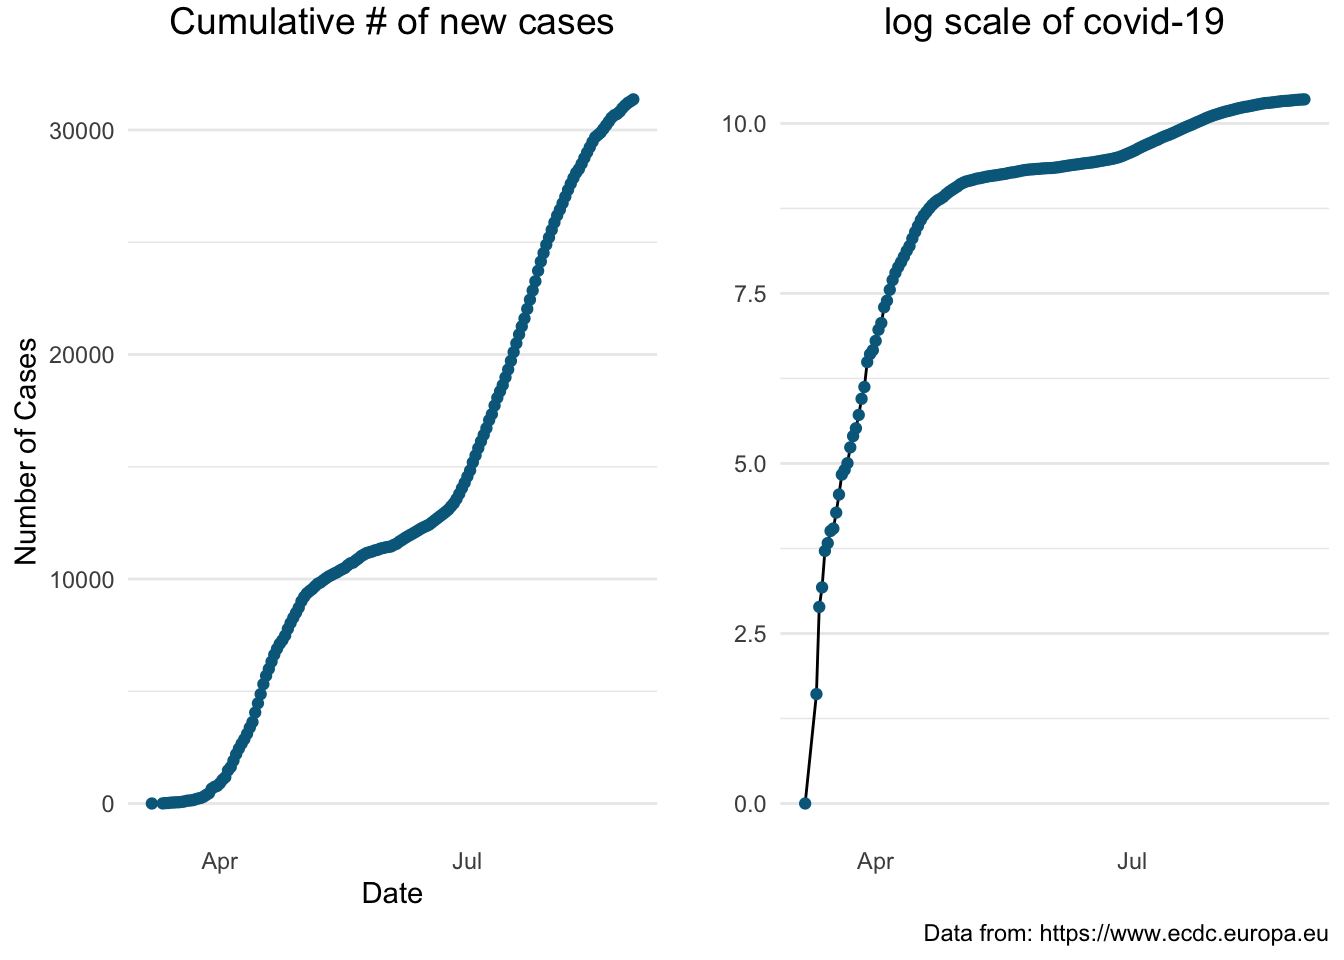 Cumulative # of new cases
log scale of covid-19
Number of Cases
30000
20000
10000
0
Apr
Jul
Date
10.0
7.5
5.0
2.5
0.0
Apr
Jul
Data from: https://www.ecdc.europa.eu